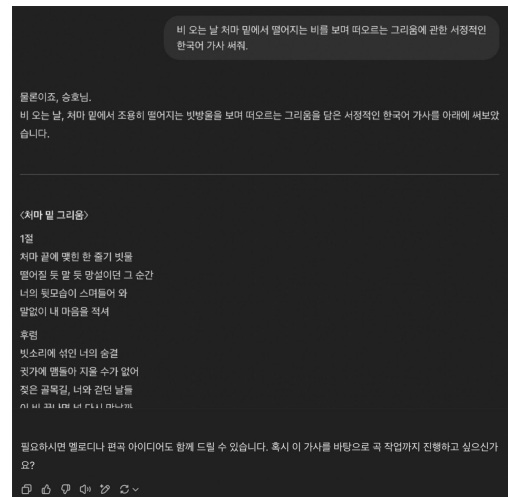 비 오는 날 처마 밑에서 떨어지는 비를 보며 떠오르는 그리움에 관한 서정적인
한국어 가사 써줘.
물론이죠, 승호님.
비 오는 날, 처마 밑에서 조용히 떨어지는 빗방울을 보며 떠오르는 그리움을 담은 서정적인 한국어 가사를 아래에 써보았
습니다.
〈처마 밑 그리움〉
1절
처마 끝에 맺힌 한 줄기 빗물
떨어질 듯 말 듯 망설이던 그 순간
너의 뒷모습이 스며들어 와
말없이 내 마음을 적셔
후렴
빗소리에 섞인 너의 숨결
귓가에 맴돌아 지울 수가 없어
젖은 골목길, 너와 걷던 날들
이 비 끝나면 널 다시 만날까
필요하시면 멜로디나 편곡 아이디어도 함께 드릴 수 있습니다. 혹시 이 가사를 바탕으로 곡 작업까지 진행하고 싶으신가
요?